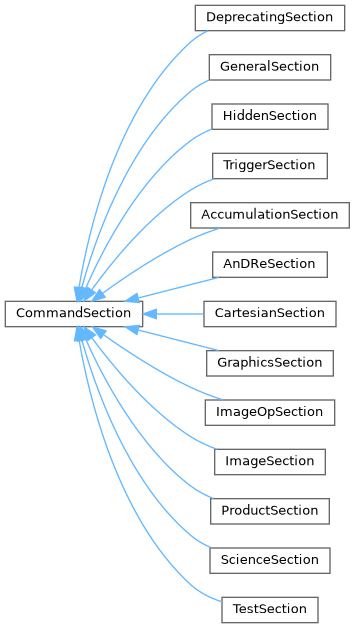 DeprecatingSection
GeneralSection
HiddenSection
TriggerSection
AccumulationSection
AnDReSection
CommandSection
CartesianSection
GraphicsSection
ImageOpSection
ImageSection
ProductSection
ScienceSection
TestSection